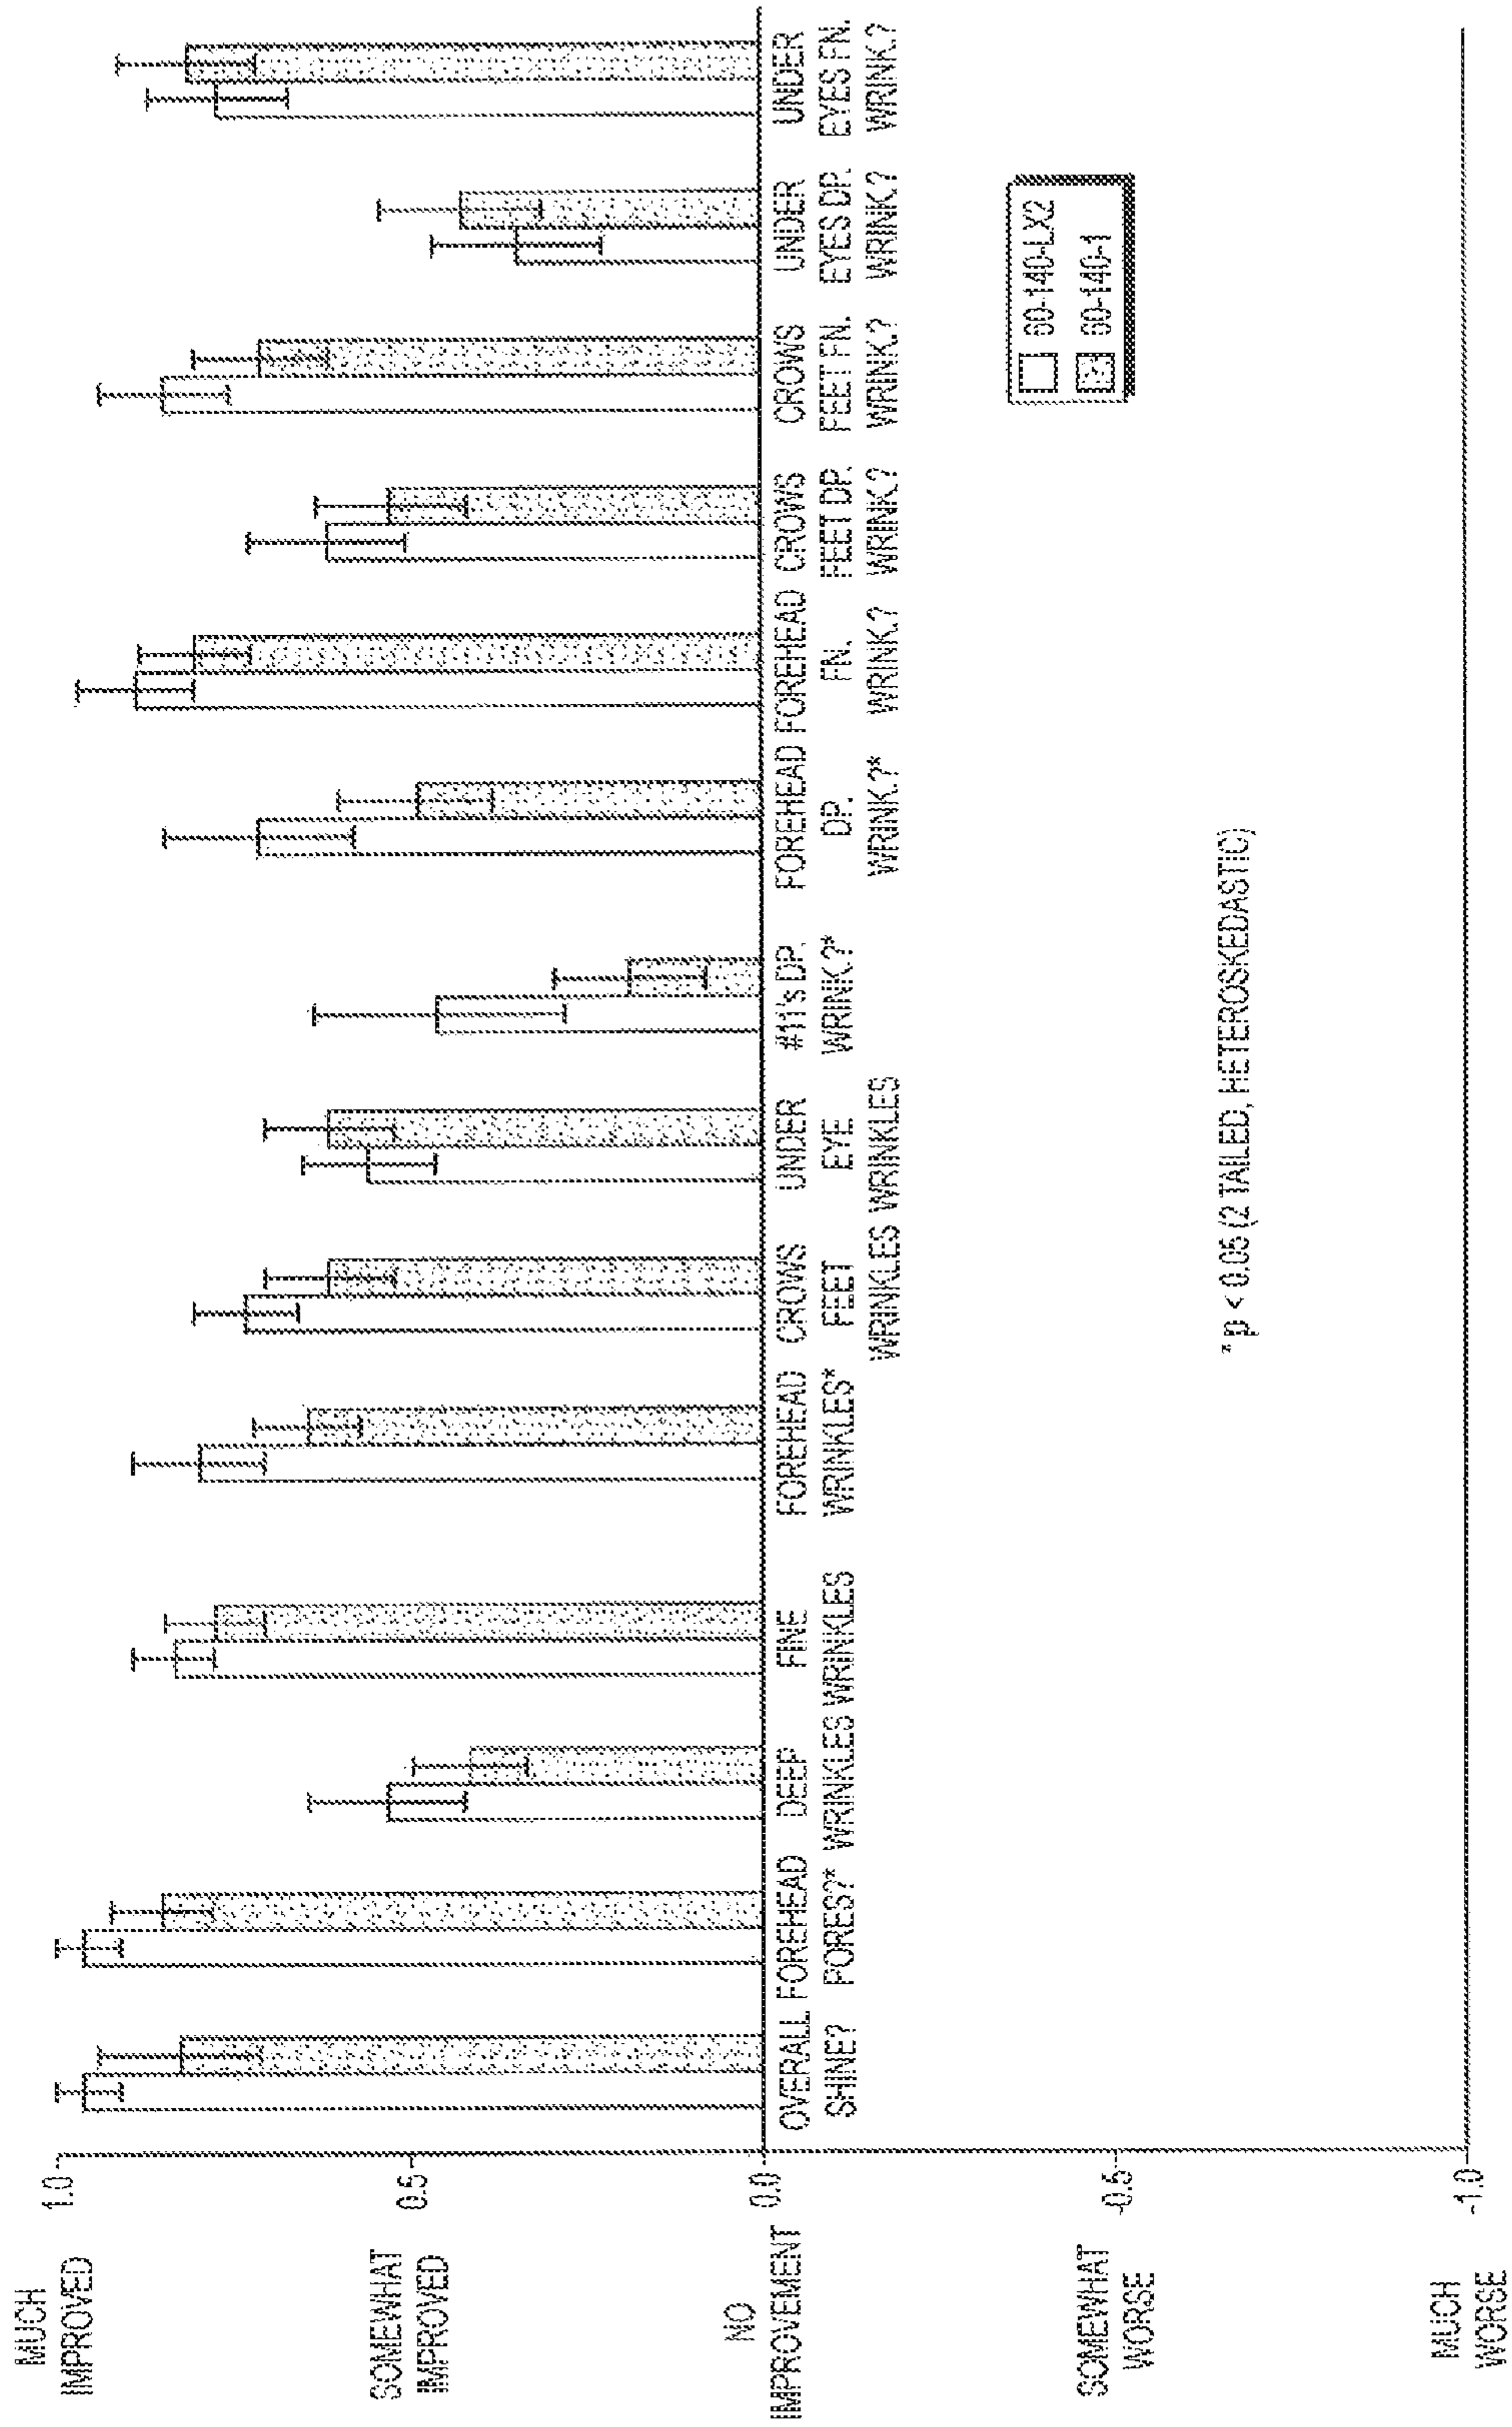 MUCH
IMPROVED
1.0
SOMEWHAT
IMPROVED
0.5
NO
IMPROVEMENT
0.0
SOMEWHAT
WORSE
-0.5
MUCH
WORSE
-1.0
OVERALL
SHINE?
FOREHEAD
PORES?*
DEEP
WRINKLES
FINE
WRINKLES
FOREHEAD
WRINKLES*
CROWS
FEET
WRINKLES
UNDER
EYE
WRINKLES
#11's DP.
WRINK.?*
FOREHEAD
DP.
WRINK.?*
FOREHEAD
FN.
WRINK.?
CROWS
FEET DP.
WRINK.?
CROWS
FEET FN.
WRINK.?
UNDER
EYES DP.
WRINK.?
UNDER
EYES FN.
WRINK.?
60-140-LX2
60-140-1
* p < 0.05 (2 TAILED, HETEROSKEDASTIC)